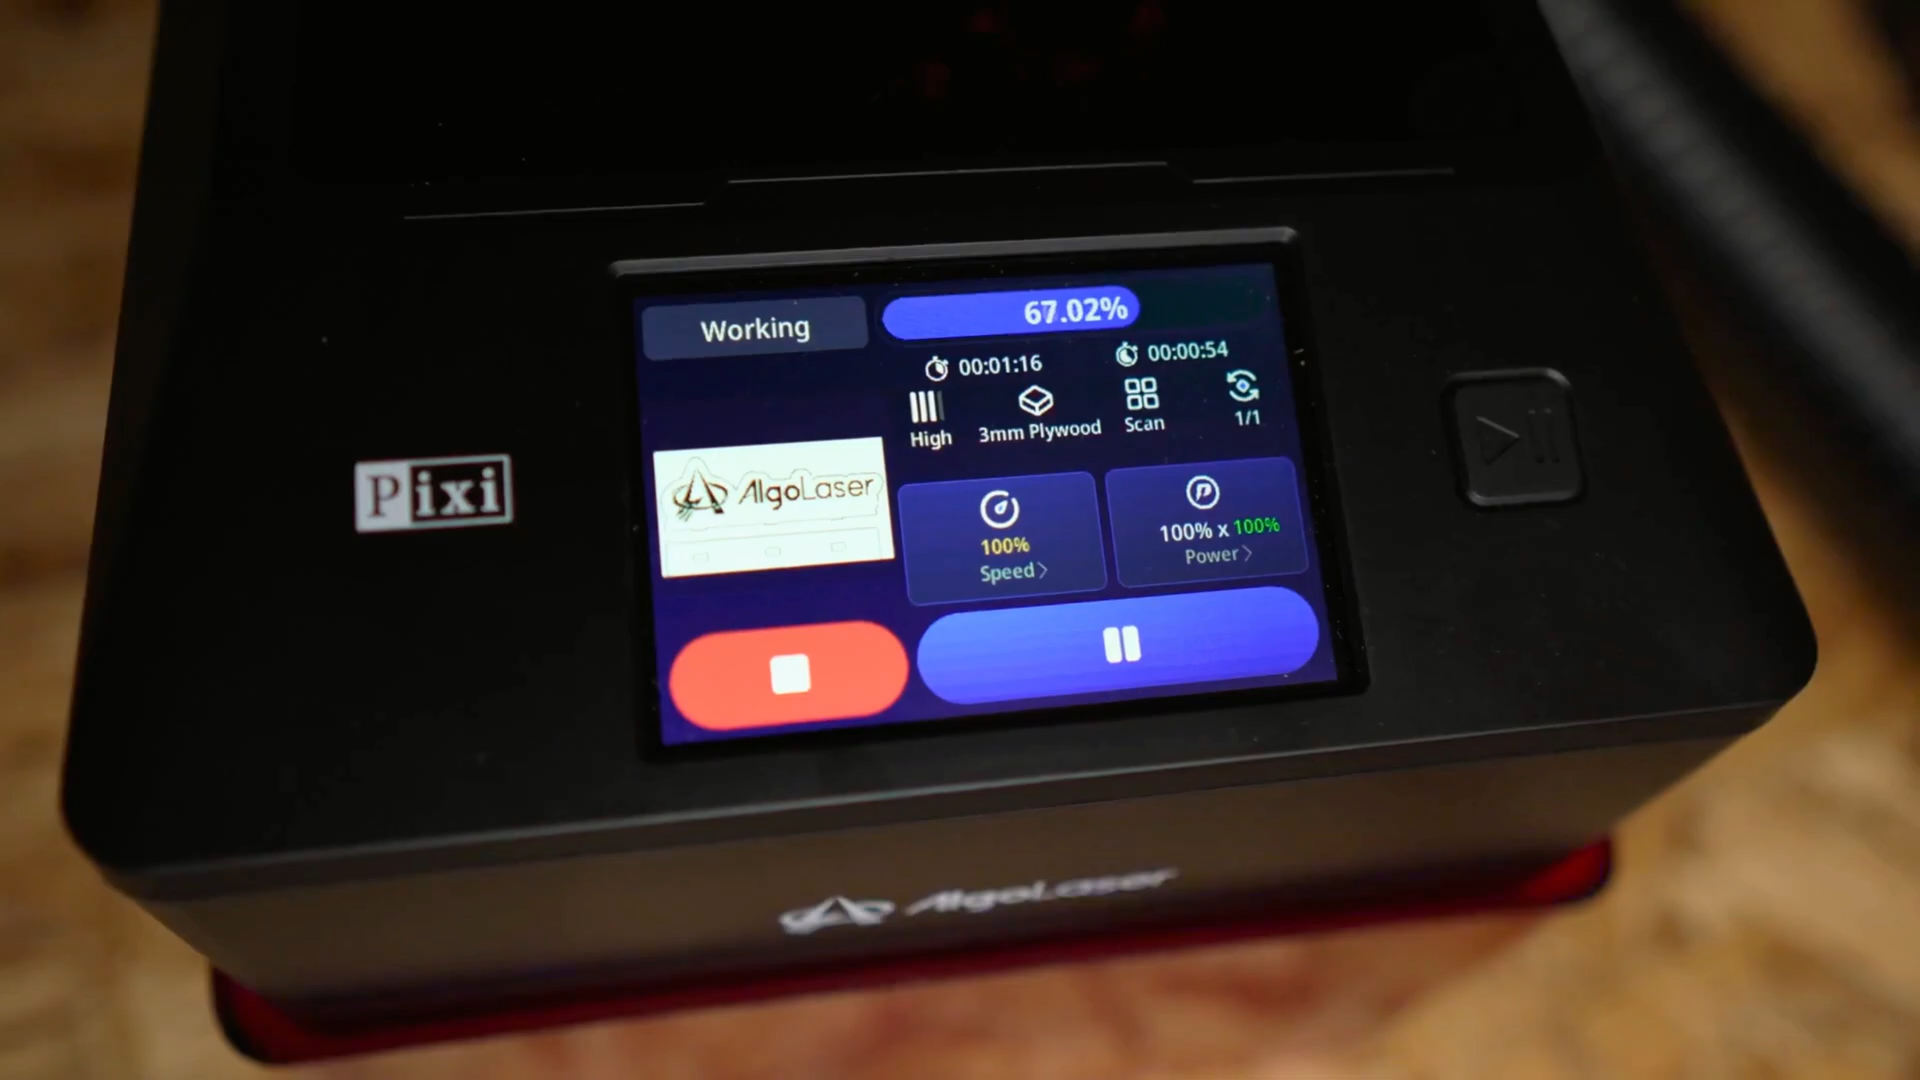 Working
67.02%
00:01:16
00:00:54
High
3mm Plywood
Scan
1/1
Pixi
AlgoLaser
100%
Speed
100% x 100%
Power
AlgoLaser